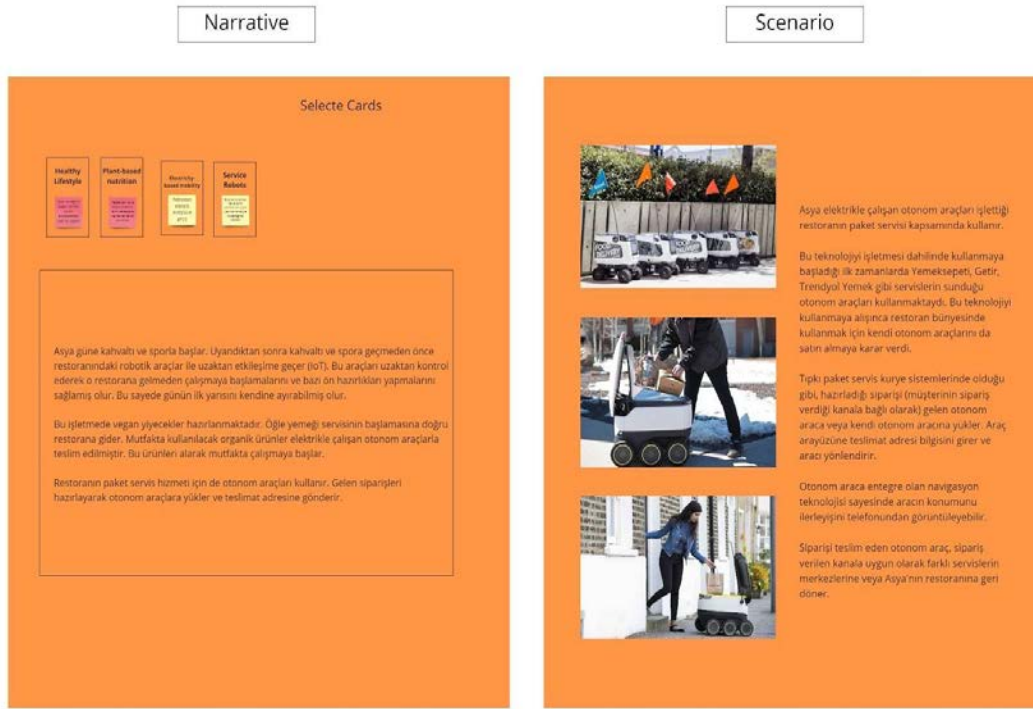 Narrative
Scenario
Selecte Cards
Healthy
Lifestyle
Plant-based
nutrition
Electricity-
based mobility
Service
Robots
Asya güne kahvaltı ve sporla başlar. Uyandıktan sonra kahvaltı ve spora geçmeden önce
restoranındaki robotik araçlar ile uzaktan etkileşime geçer (IoT). Bu araçları uzaktan kontrol
ederek o restorana gelmeden çalışmaya başlamalarını ve bazı ön hazırlıkları yapmalarını
sağlamış olur. Bu sayede günün ilk yarısını kendine ayırabilmiş olur.
Bu işletmede vegan yiyecekler hazırlanmaktadır. Öğle yemeği servisinin başlamasına doğru
restorana gider. Mutfakta kullanılacak organik ürünler elektrikle çalışan otonom araçlarla
teslim edilmiştir. Bu ürünleri alarak mutfakta çalışmaya başlar.
Restoranın paket servis hizmeti için de otonom araçları kullanır. Gelen siparişleri
hazırlayarak otonom araçlara yükler ve teslimat adresine gönderir.
FOOD
DELIVERY
Asya elektrikle çalışan otonom araçları işlettiği
restoranın paket servisi kapsamında kullanır.
Bu teknolojiyi işletmesi dahilinde kullanmaya
başladığı ilk zamanlarda Yemeksepeti, Getir,
Trendyol Yemek gibi servislerin sunduğu
otonom araçları kullanmaktaydı. Bu teknolojiyi
kullanmaya alışınca restoran bünyesinde
kullanmak için kendi otonom araçlarını da
satın almaya karar verdi.
Tıpkı paket servis kurye sistemlerinde olduğu
gibi, hazırladığı siparişi (müşterinin sipariş
verdiği kanala bağlı olarak) gelen otonom
araca veya kendi otonom aracına yükler. Araç
arayüzüne teslimat adresi bilgisini girer ve
aracı yönlendirir.
Otonom araca entegre olan navigasyon
teknolojisi sayesinde aracın konumunu
ilerleyişini telefonundan görüntüleyebilir.
Siparişi teslim eden otonom araç, sipariş
verilen kanala uygun olarak farklı servislerin
merkezlerine veya Asya'nın restoranına geri
döner.